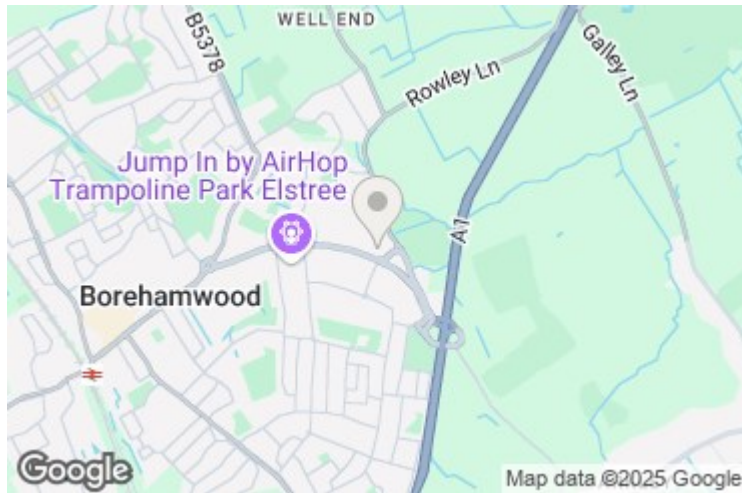 WELL END
B5378
Galley Ln
Rowley Ln
Jump In by AirHop
Trampoline Park Elstree
A1
Borehamwood
Google
Map data ©2025 Google